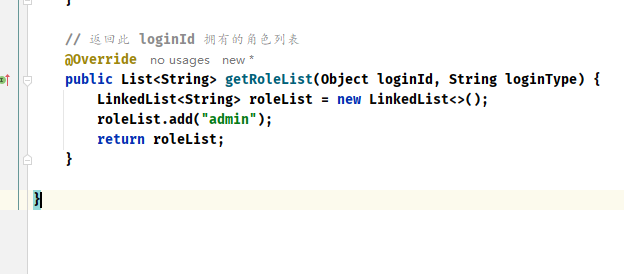 }
// 返回此 loginId 拥有的角色列表
@Override no usages new *
public List<String> getRoleList(Object loginId, String loginType) {
LinkedList<String> roleList = new LinkedList<>();
roleList.add("admin");
return roleList;
}
}